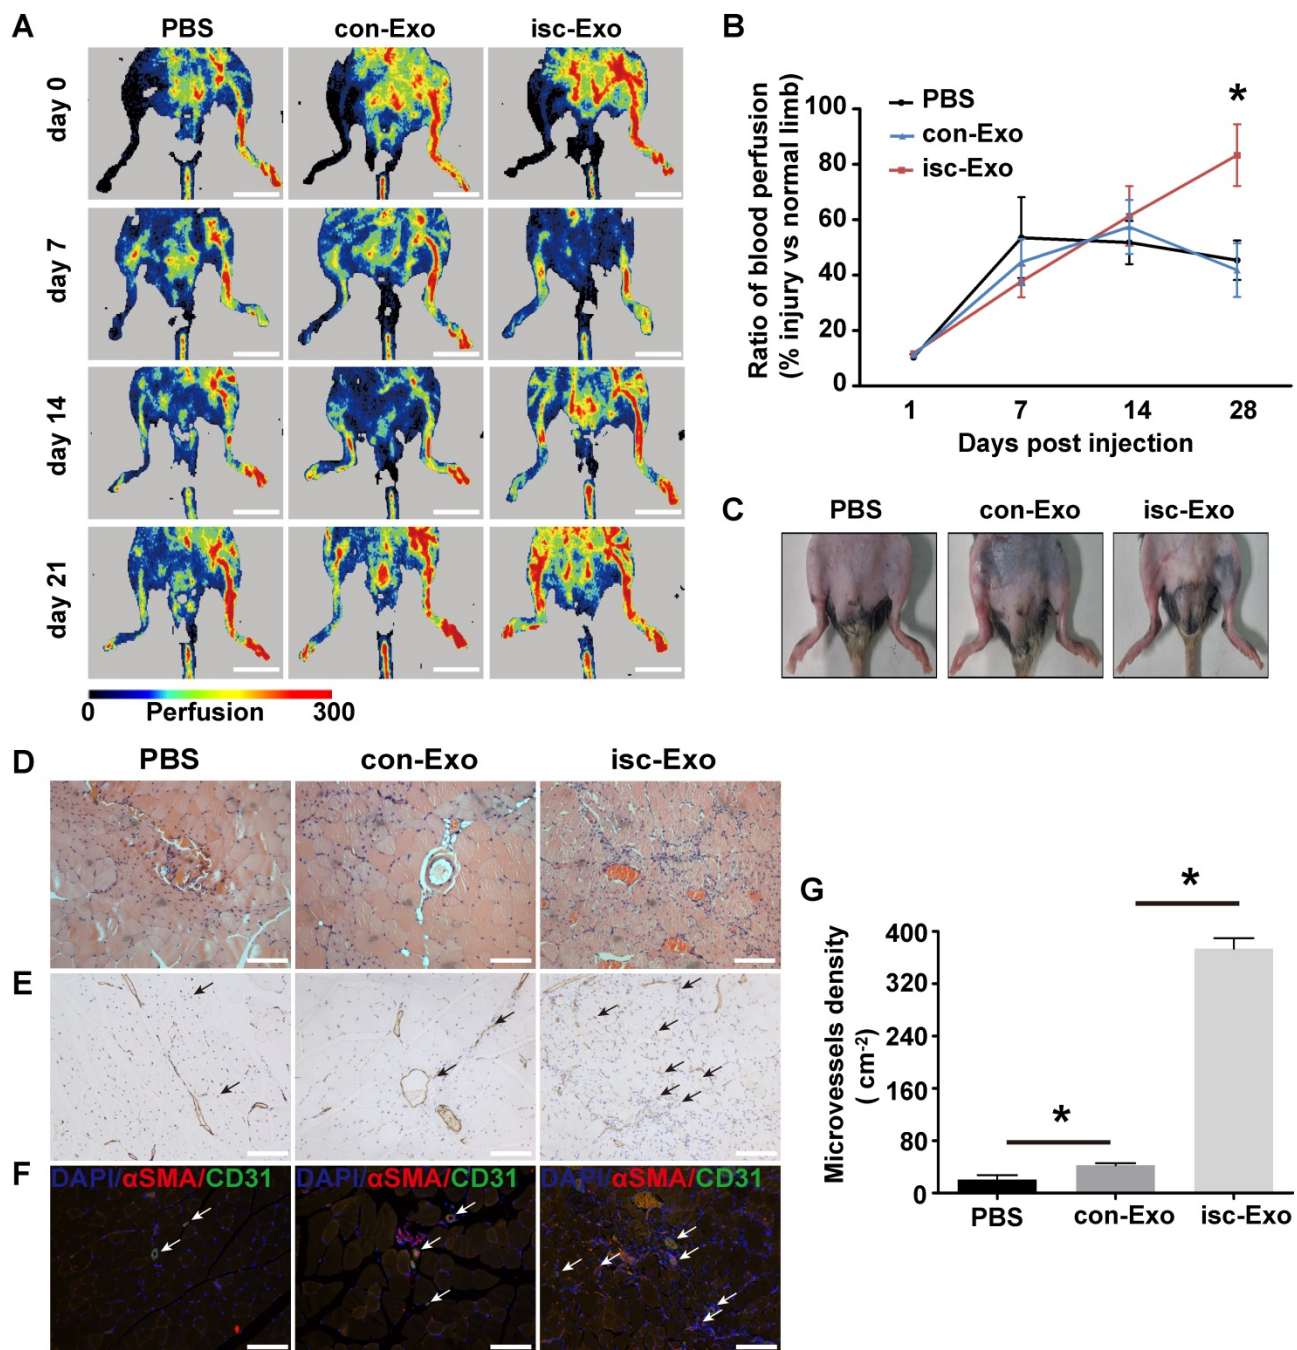 A
PBS con-Exo isc-Exo
day 0
day 7
day 14
day 21
0 Perfusion 300
B
Ratio of blood perfusion
(% injury vs normal limb)
100
80
60
40
20
0
PBS
con-Exo
isc-Exo
*
1 7 14 28
Days post injection
C
PBS con-Exo isc-Exo
D
PBS con-Exo isc-Exo
E
F
DAPI/αSMA/CD31 DAPI/αSMA/CD31 DAPI/αSMA/CD31
G
Microvessels density
( cm-2)
400
320
240
160
80
0
* *
PBS con-Exo isc-Exo